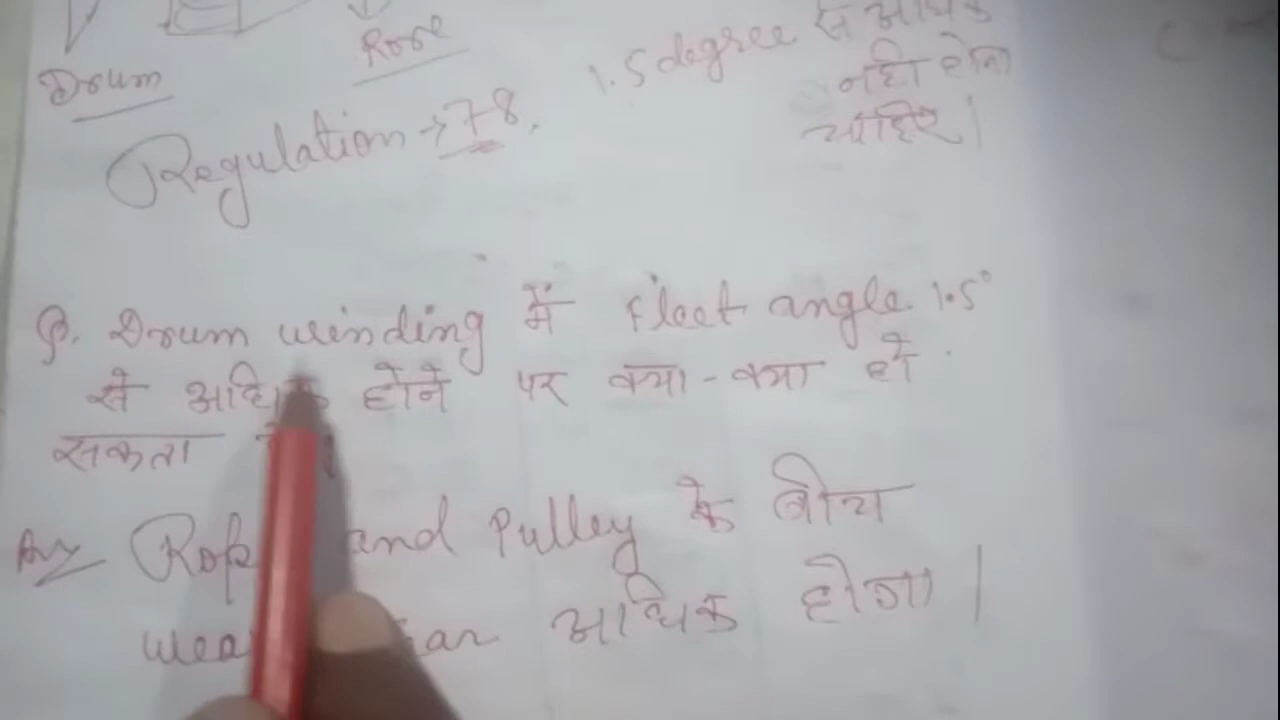 Drum
Rope
1.5 degree से अधिक
नही होना
चाहिए।
Regulation → 78.
Q. Drum winding में fleet angle 1.5°
से अधिक होने पर क्या-क्या हो
सकता
Ans Rope and Pulley के बीच
अधिक होगा।